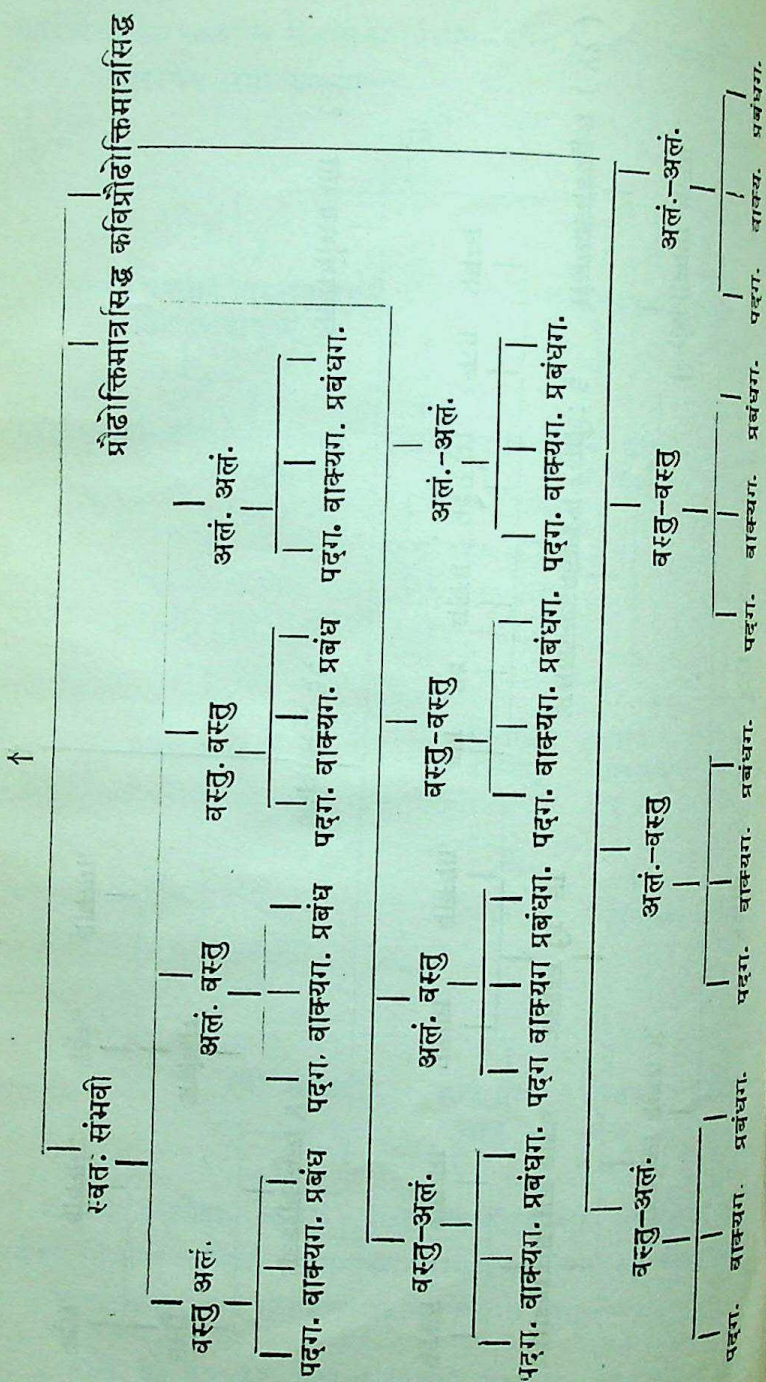 स्वतः संभवी प्रौढोक्तिमात्रसिद्ध कविप्रौढोक्तिमात्रसिद्ध
वस्तु अलं. अलं. वस्तु वस्तु. वस्तु अलं. अलं.
पद्ग. वाक्यग. प्रबंध पद्ग. वाक्यग. प्रबंध पद्ग. वाक्यग. प्रबंध पद्ग. वाक्यग. प्रबंधग.
वस्तु-अलं. अलं. वस्तु वस्तु-वस्तु अलं.-अलं.
पद्ग. वाक्यग. प्रबंधग. पद्ग वाक्यग प्रबंधग. पद्ग. वाक्यग. प्रबंधग. पद्ग. वाक्यग. प्रबंधग.
वस्तु-अलं. अलं.-वस्तु वस्तु-वस्तु अलं.-अलं.
पद्ग. वाक्यग. प्रबंधग. पद्ग. वाक्यग. प्रबंधग. पद्ग. वाक्यग. प्रबंधग. पद्ग. वाक्य. प्रबंधग.